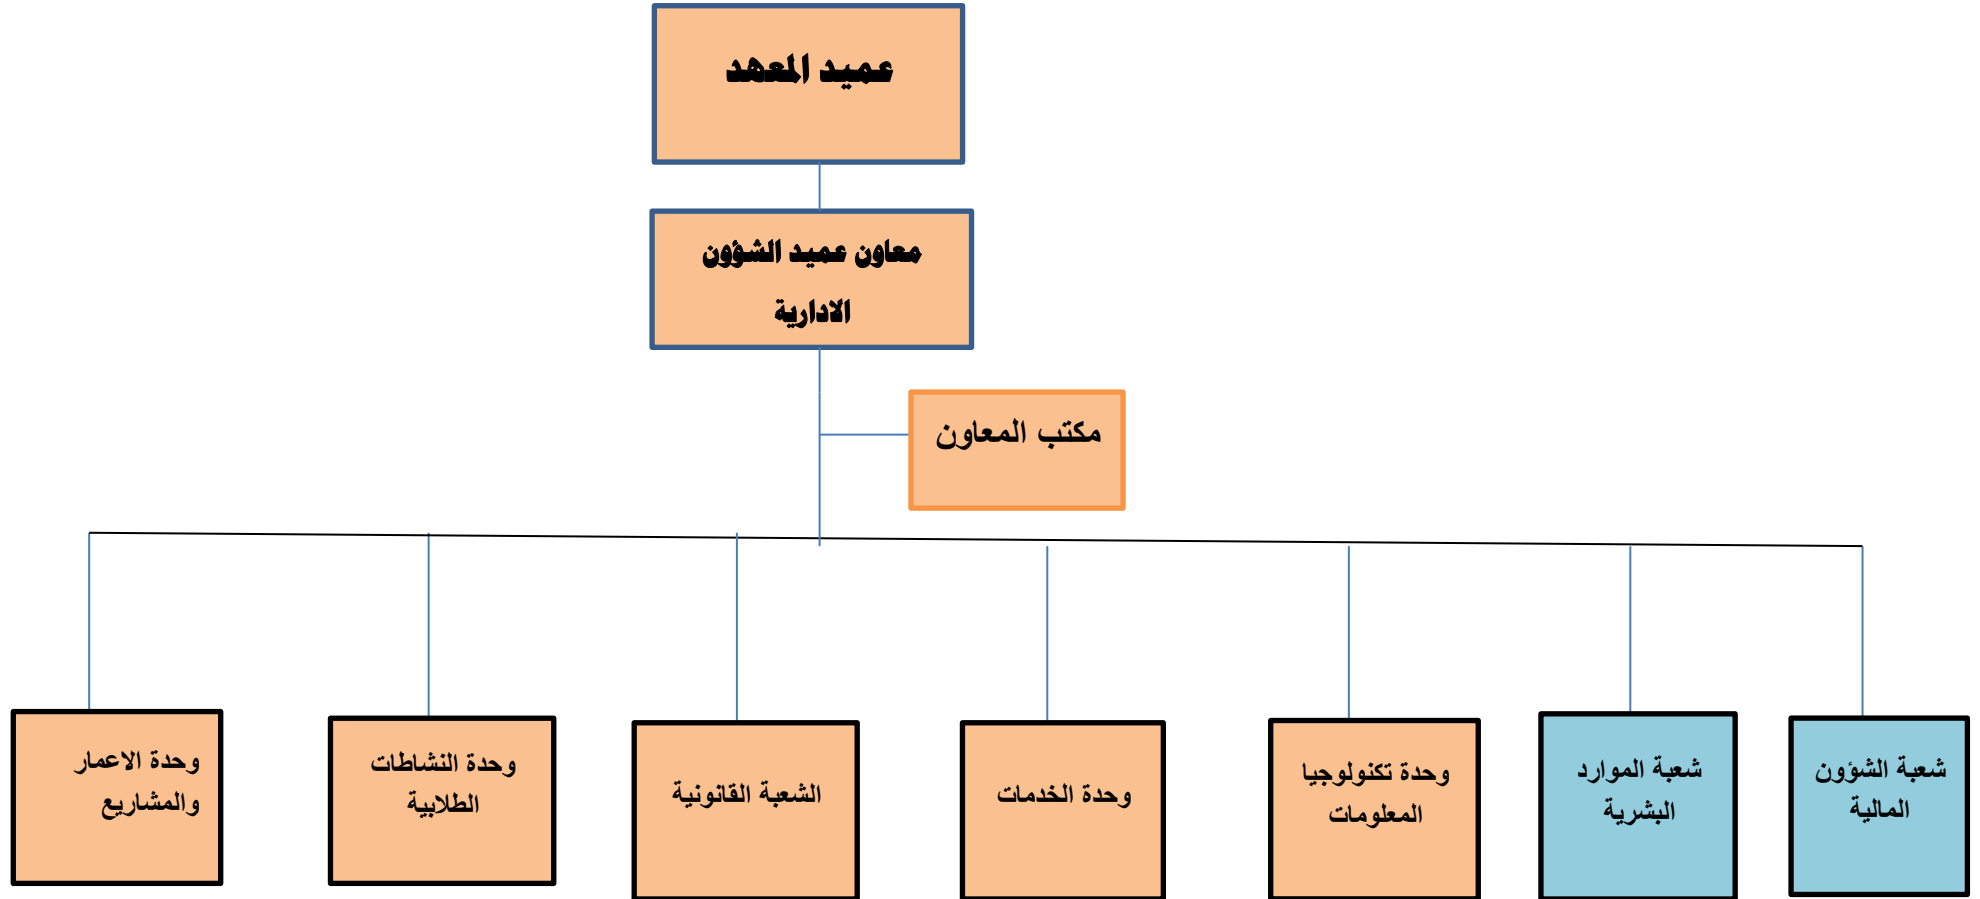 عميد المعهد
معاون عميد الشؤون
الادارية
مكتب المعاون
شعبة الشؤون
المالية
شعبة الموارد
البشرية
وحدة تكنولوجيا
المعلومات
وحدة الخدمات
الشعبة القانونية
وحدة النشاطات
الطلابية
وحدة الاعمار
والمشاريع